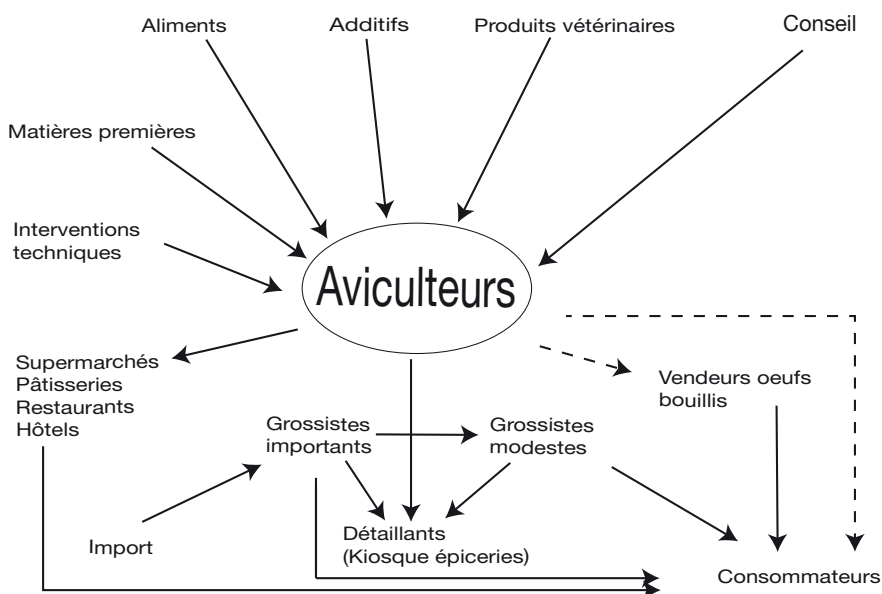 Aliments
Additifs
Produits vétérinaires
Conseil
Matières premières
Interventions
techniques
Aviculteurs
Supermarchés
Pâtisseries
Restaurants
Hôtels
Vendeurs oeufs
bouillis
Grossistes
importants
Grossistes
modestes
Import
Détaillants
(Kiosque épiceries)
Consommateurs